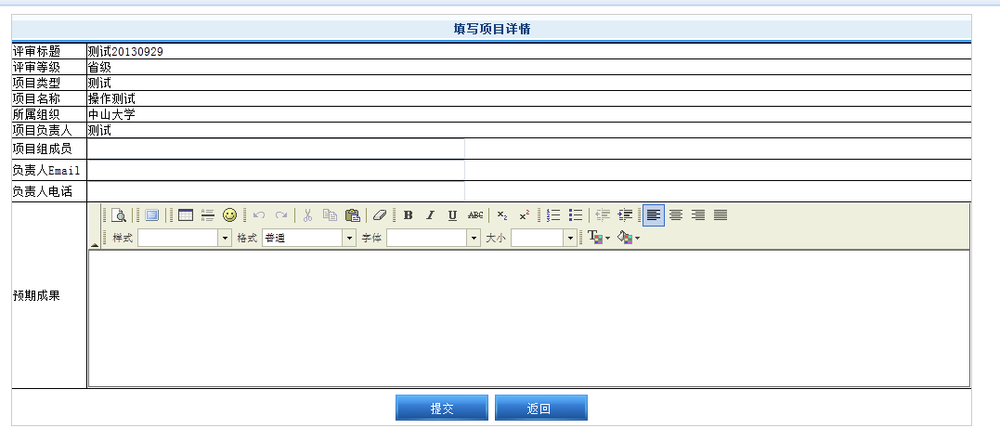 填写项目详情
评审标题 测试20130929
评审等级 省级
项目类型 测试
项目名称 操作测试
所属组织 中山大学
项目负责人 测试
项目组成员
负责人Email
负责人电话
B I U ABC x₂ x²
样式 格式 普通 字体 大小
预期成果
提交 返回